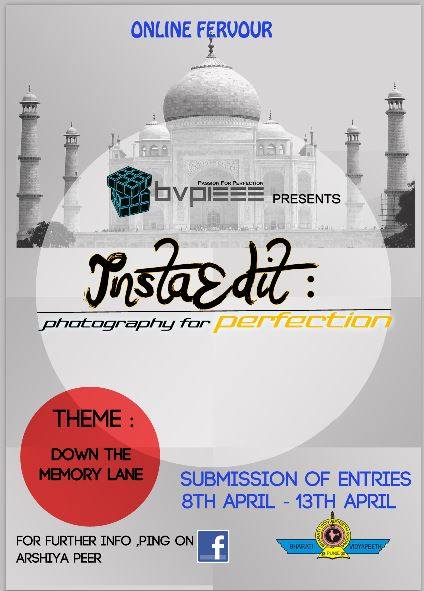 ONLINE FERVOUR
PASSION FOR PERFECTION
bvpieee PRESENTS
InstaEdit :
photography for perfection
THEME :
DOWN THE
MEMORY LANE
SUBMISSION OF ENTRIES
8TH APRIL - 13TH APRIL
FOR FURTHER INFO ,PING ON f
ARSHIYA PEER
BHARATI VIDYAPEETH
PUNE